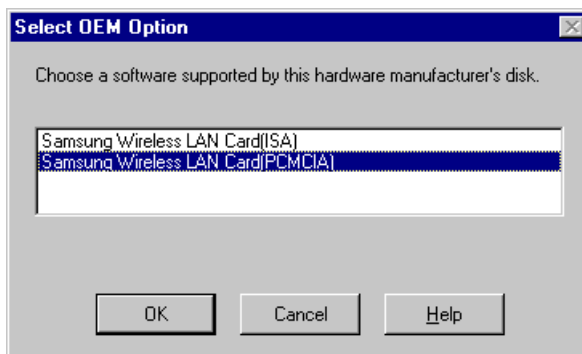 Select OEM Option
Choose a software supported by this hardware manufacturer's disk.
Samsung Wireless LAN Card(ISA)
Samsung Wireless LAN Card(PCMCIA)
OK Cancel Help